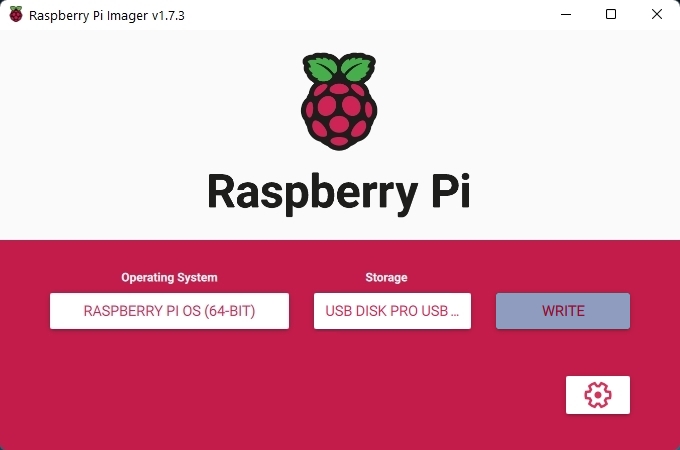 Raspberry Pi Imager v1.7.3
Raspberry Pi
Operating System
Storage
RASPBERRY PI OS (64-BIT)
USB DISK PRO USB ...
WRITE